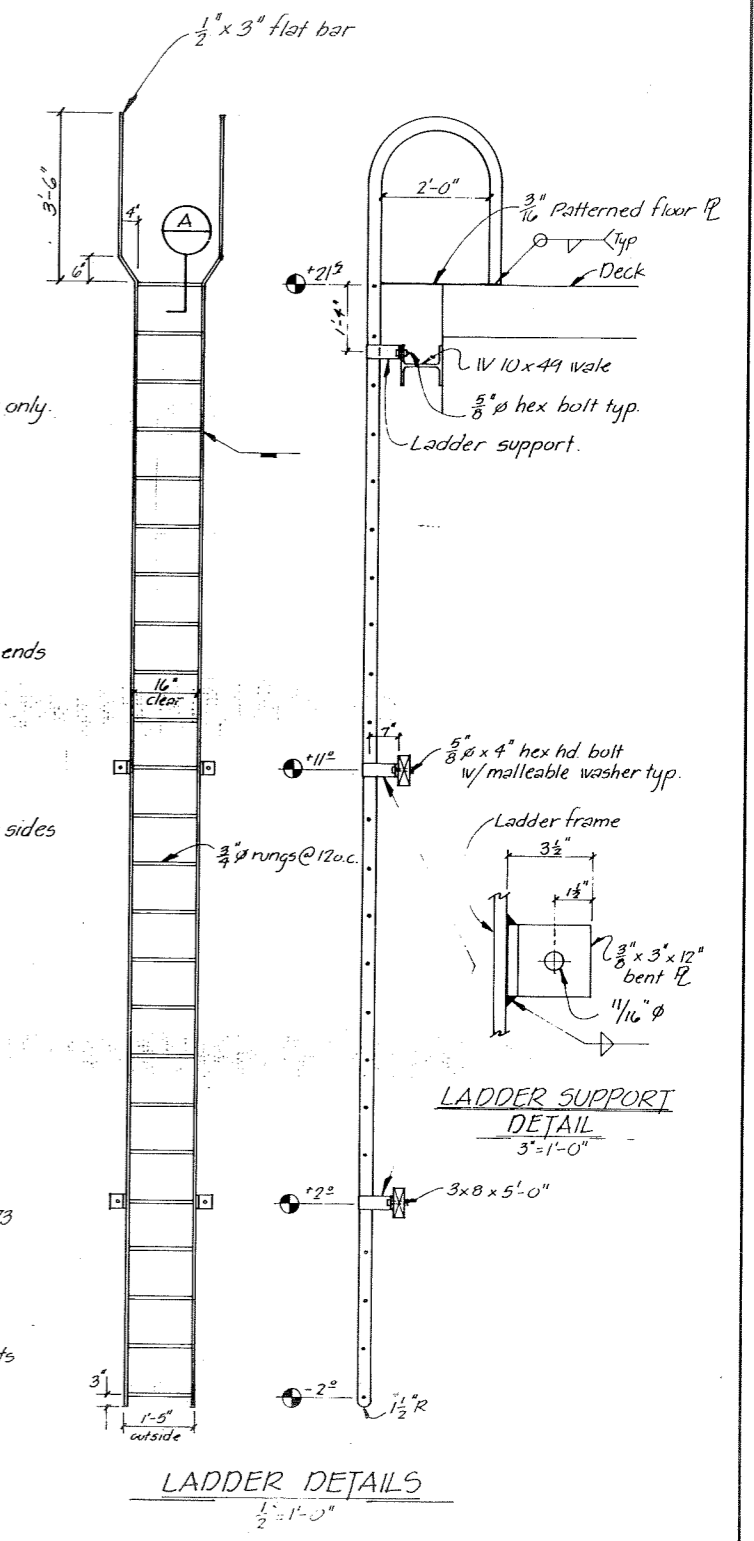 1/2" x 3" flat bar
3'-6"
4"
A
6"
2'-0"
3/16" Patterned floor PL
Typ
Deck
+21.5
1'-4"
W 10 x 49 wale
5/8" ø hex bolt typ.
Ladder support.
only.
ends
16"
clear
7"
5/8" ø x 4" hex hd. bolt
w/ malleable washer typ.
+11.0
sides
3/4" ø rungs @ 12 o.c.
Ladder frame
3 1/2"
1 1/2"
3/8" x 3" x 12"
bent PL
11/16" ø
LADDER SUPPORT
DETAIL
3" = 1'-0"
+2.0
3 x 8 x 5'-0"
3"
-2.0
1 1/2" R
1'-5"
outside
LADDER DETAILS
1/2" = 1'-0"